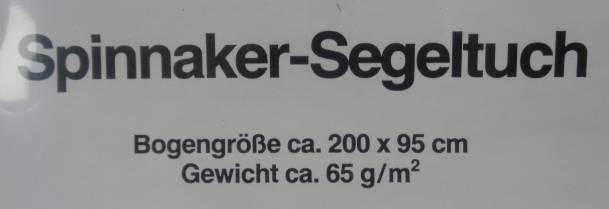 Spinnaker-Segeltuch
Bogengröße ca. 200 x 95 cm
Gewicht ca. 65 g/m²